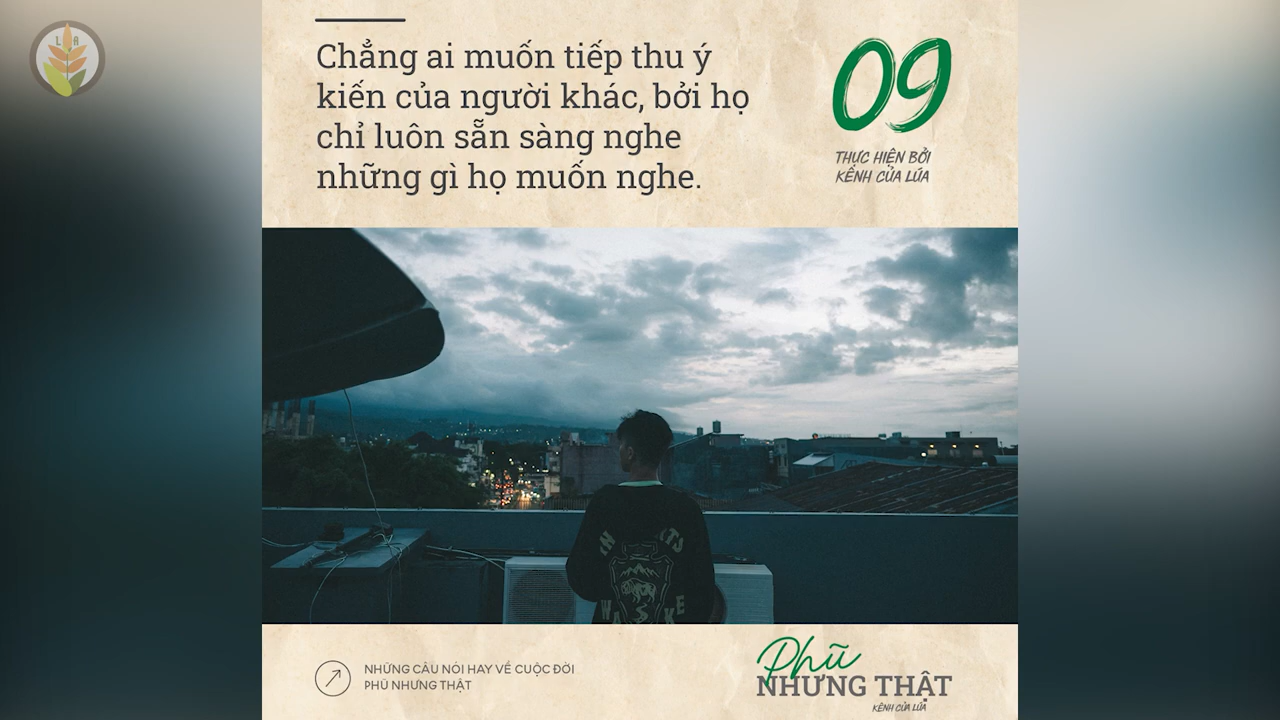 L A
Chẳng ai muốn tiếp thu ý
kiến của người khác, bởi họ
chỉ luôn sẵn sàng nghe
những gì họ muốn nghe.
09
THỰC HIỆN BỞI
KÊNH CỦA LÚA
NHỮNG CÂU NÓI HAY VỀ CUỘC ĐỜI
PHŨ NHƯNG THẬT
Phũ
NHƯNG THẬT
KÊNH CỦA LÚA